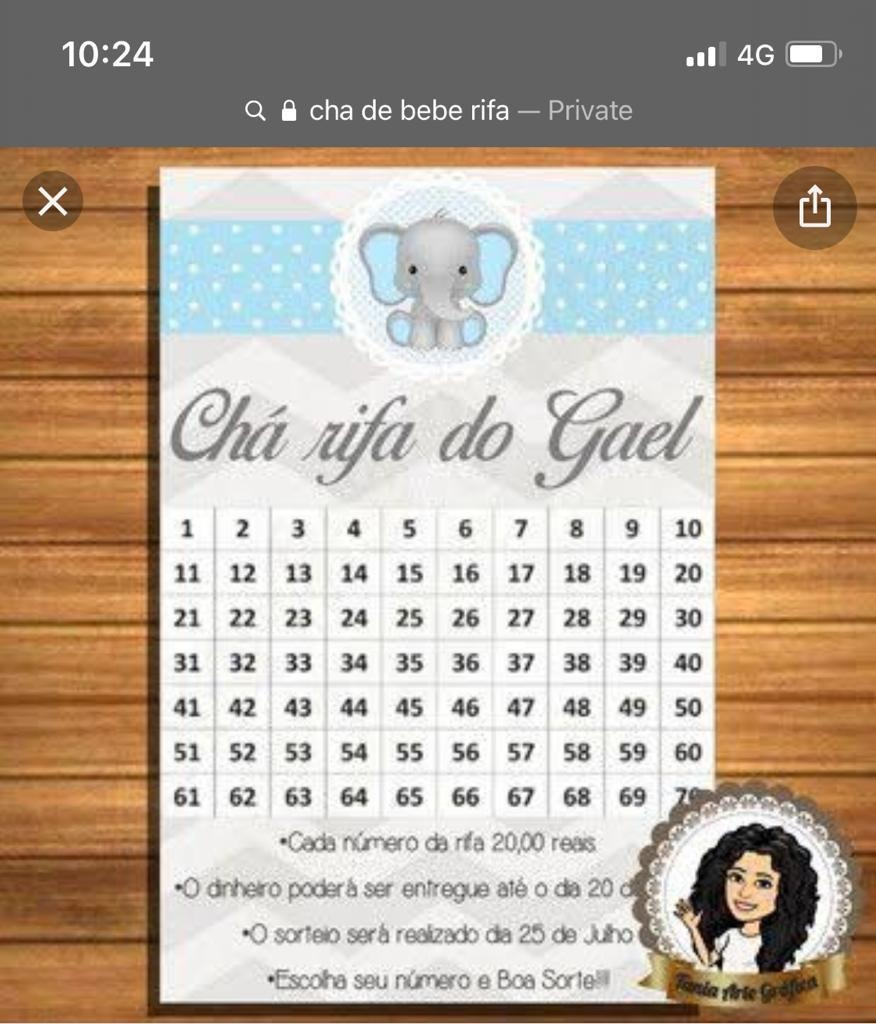 10:24 4G
cha de bebe rifa — Private
Chá rifa do Gael
1 2 3 4 5 6 7 8 9 10
11 12 13 14 15 16 17 18 19 20
21 22 23 24 25 26 27 28 29 30
31 32 33 34 35 36 37 38 39 40
41 42 43 44 45 46 47 48 49 50
51 52 53 54 55 56 57 58 59 60
61 62 63 64 65 66 67 68 69 70
•Cada número da rifa 20,00 reais
•O dinheiro poderá ser entregue até o dia 20
•O sorteio será realizado dia 25 de Julho
•Escolha seu número e Boa Sorte!!!
Tania Arte Gráfica